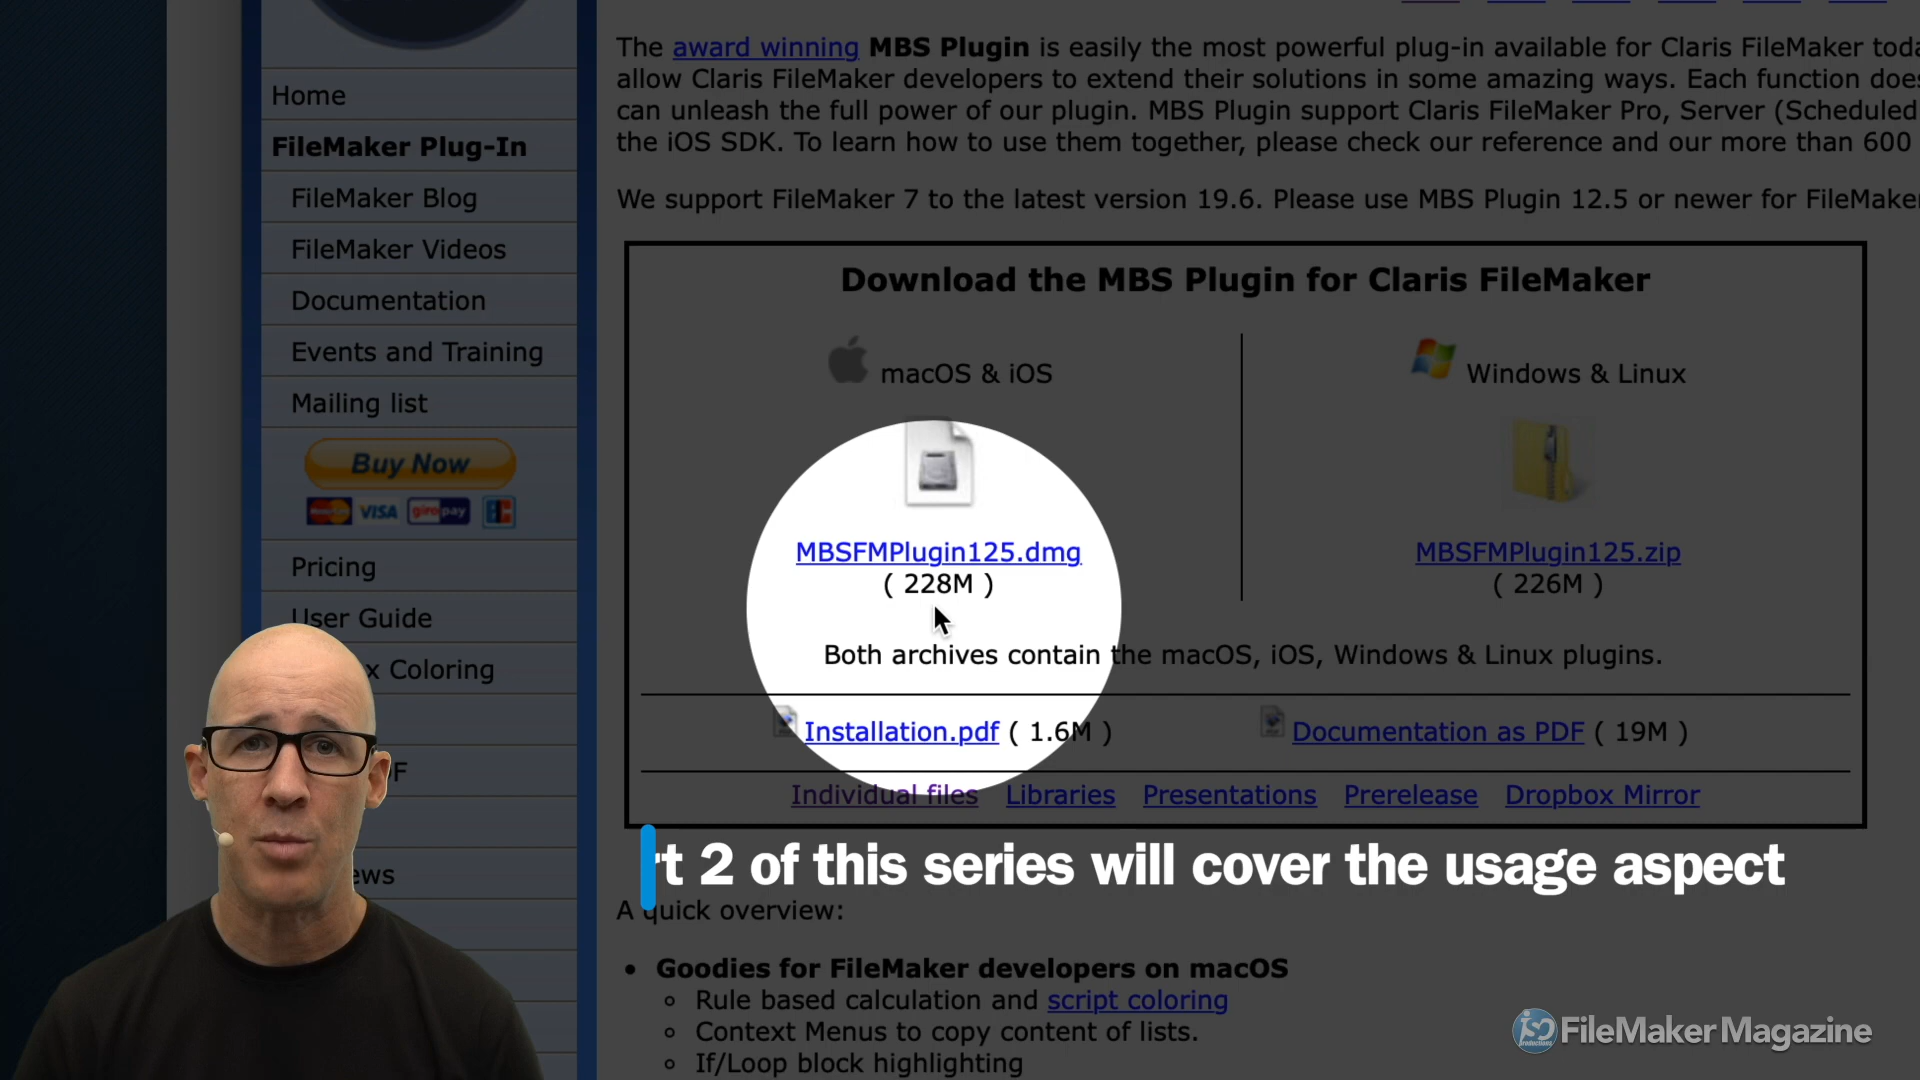 The award winning MBS Plugin is easily the most powerful plug-in available for Claris FileMaker
allow Claris FileMaker developers to extend their solutions in some amazing ways. Each function
can unleash the full power of our plugin. MBS Plugin support Claris FileMaker Pro, Server (Scheduled
the iOS SDK. To learn how to use them together, please check our reference and our more than 600
We support FileMaker 7 to the latest version 19.6. Please use MBS Plugin 12.5 or newer for
Home
FileMaker Plug-In
FileMaker Blog
FileMaker Videos
Documentation
Events and Training
Mailing list
Buy Now
VISA giropay
Pricing
User Guide
Coloring
Download the MBS Plugin for Claris FileMaker
macOS & iOS
Windows & Linux
MBSFMPlugin125.dmg
( 228M )
MBSFMPlugin125.zip
( 226M )
Both archives contain the macOS, iOS, Windows & Linux plugins.
Installation.pdf ( 1.6M )
Documentation as PDF ( 19M )
Individual files Libraries Presentations Prerelease Dropbox Mirror
2 of this series will cover the usage aspect
A quick overview:
• Goodies for FileMaker developers on macOS
Rule based calculation and script coloring
Context Menus to copy content of lists.
If/Loop block highlighting
FileMaker Magazine